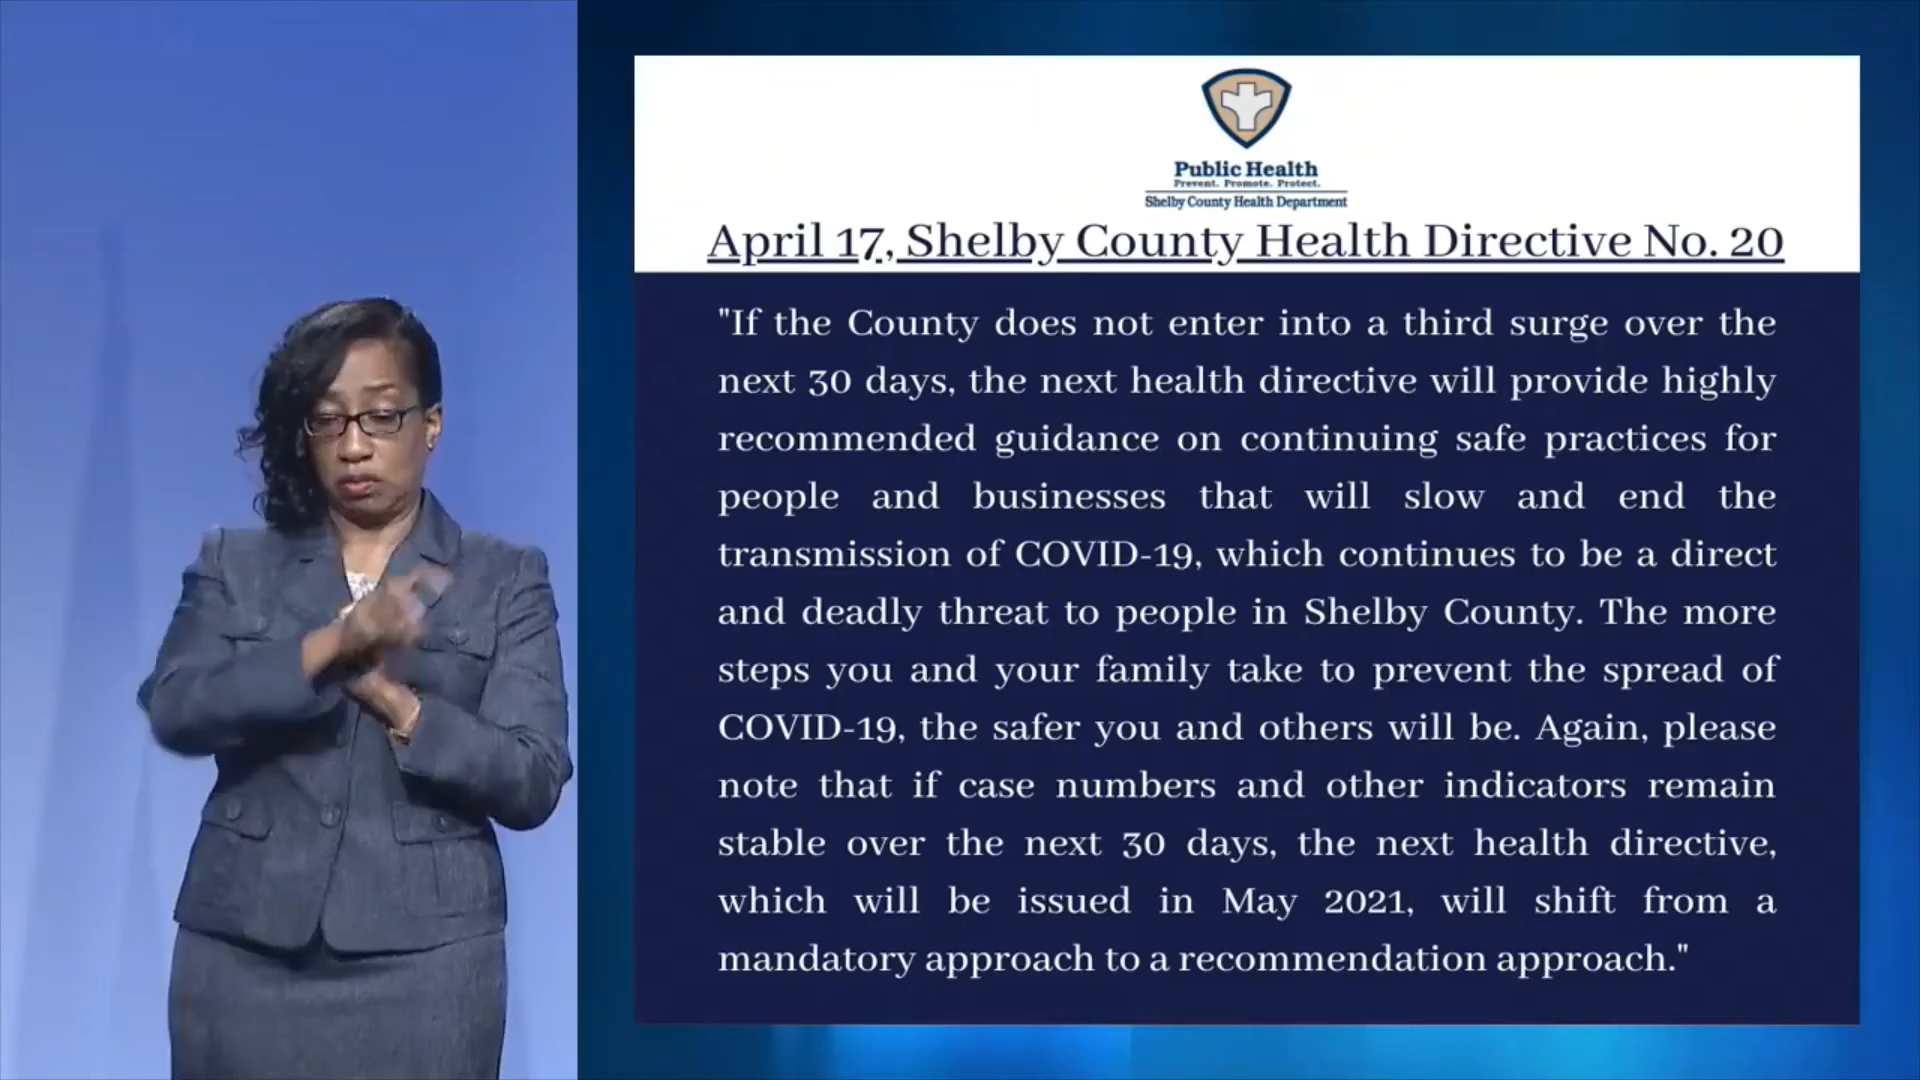 Public Health
Prevent. Promote. Protect.
Shelby County Health Department
April 17, Shelby County Health Directive No. 20
"If the County does not enter into a third surge over the
next 30 days, the next health directive will provide highly
recommended guidance on continuing safe practices for
people and businesses that will slow and end the
transmission of COVID-19, which continues to be a direct
and deadly threat to people in Shelby County. The more
steps you and your family take to prevent the spread of
COVID-19, the safer you and others will be. Again, please
note that if case numbers and other indicators remain
stable over the next 30 days, the next health directive,
which will be issued in May 2021, will shift from a
mandatory approach to a recommendation approach."